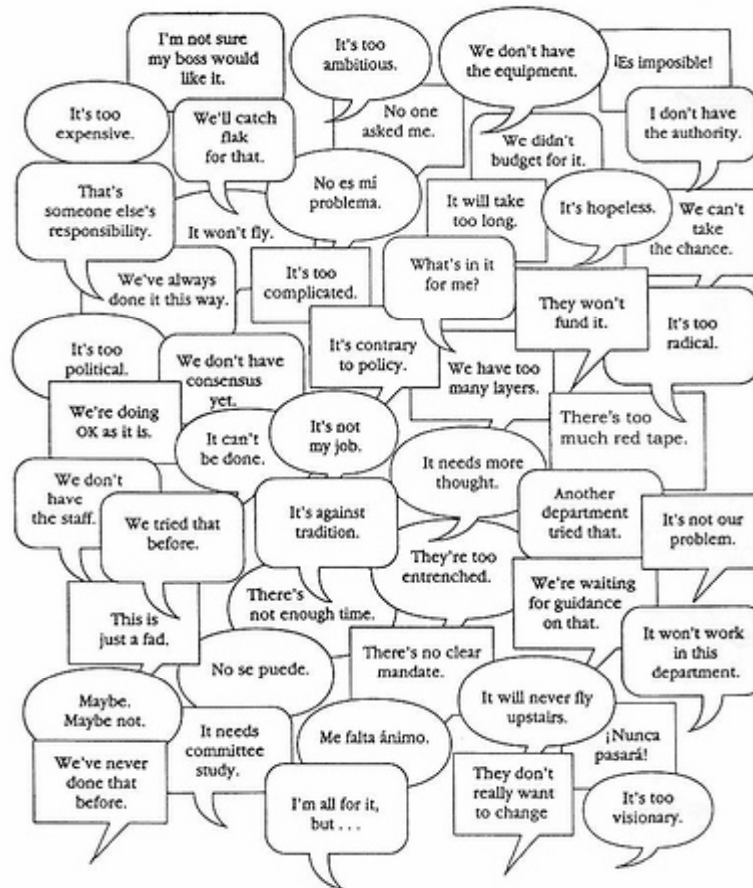 I'm not sure
my boss would
like it.
It's too
ambitious.
We don't have
the equipment.
¡Es imposible!
It's too
expensive.
We'll catch
flak
for that.
No one
asked me.
We didn't
budget for it.
I don't have
the authority.
That's
someone else's
responsibility.
It won't fly.
No es mi
problema.
It will take
too long.
It's hopeless.
We can't
take
the chance.
We've always
done it this way.
It's too
complicated.
What's in it
for me?
They won't
fund it.
It's too
radical.
It's too
political.
We don't have
consensus
yet.
It's contrary
to policy.
We have too
many layers.
We're doing
OK as it is.
It can't
be done.
It's not
my job.
It needs more
thought.
There's too
much red tape.
We don't
have
the staff.
We tried that
before.
It's against
tradition.
They're too
entrenched.
Another
department
tried that.
It's not our
problem.
This is
just a fad.
There's
not enough time.
We're waiting
for guidance
on that.
It won't work
in this
department.
No se puede.
There's no clear
mandate.
Maybe.
Maybe not.
It needs
committee
study.
Me falta ánimo.
It will never fly
upstairs.
¡Nunca
pasará!
We've never
done that
before.
I'm all for it,
but . . .
They don't
really want
to change
It's too
visionary.